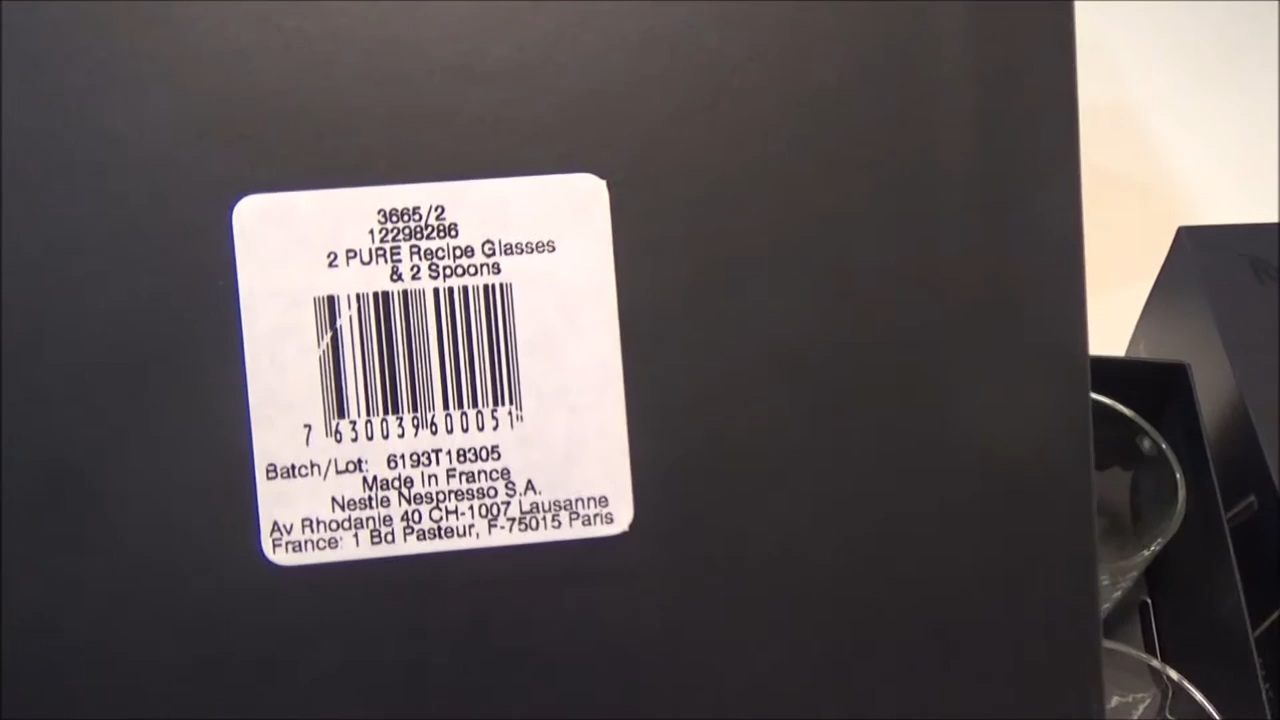 3665/2
12298286
2 PURE Recipe Glasses
& 2 Spoons
7 630039 600051
Batch/Lot: 6193T18305
Made In France
Nestle Nespresso S.A.
Av Rhodanie 40 CH-1007 Lausanne
France: 1 Bd Pasteur, F-75015 Paris